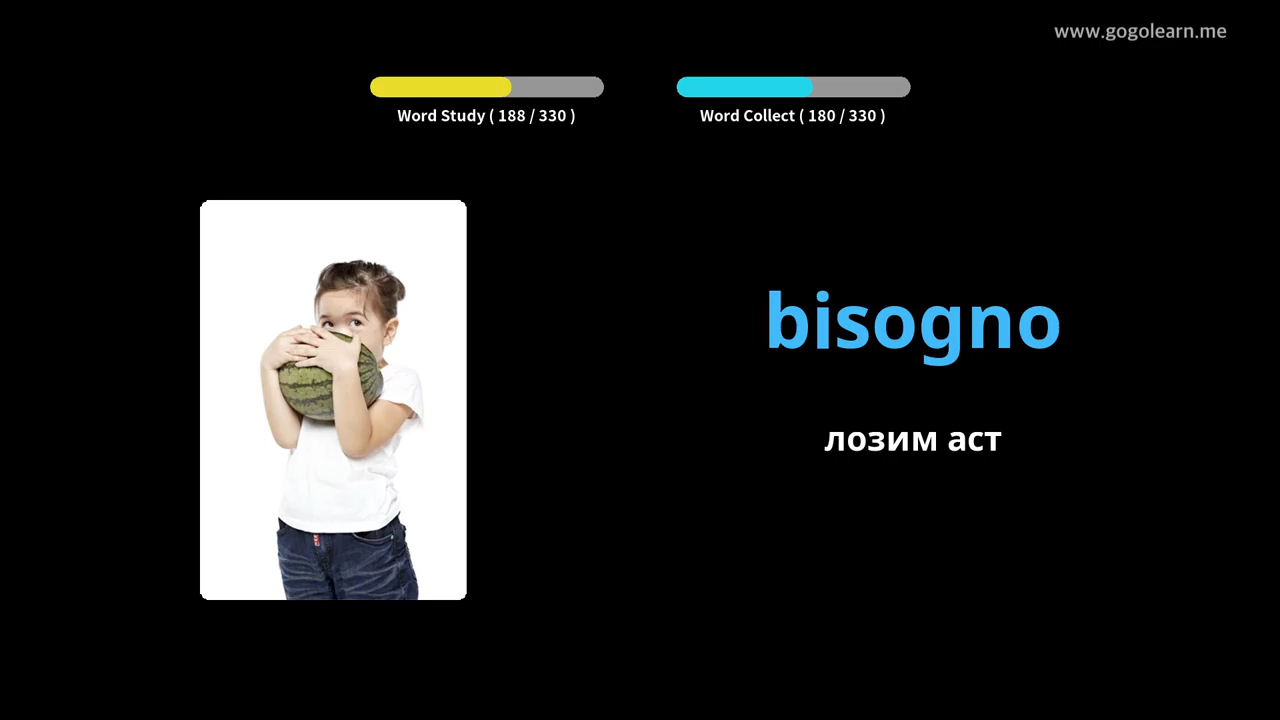 www.gogolearn.me
Word Study ( 188 / 330 )
Word Collect ( 180 / 330 )
bisogno
лозим аст